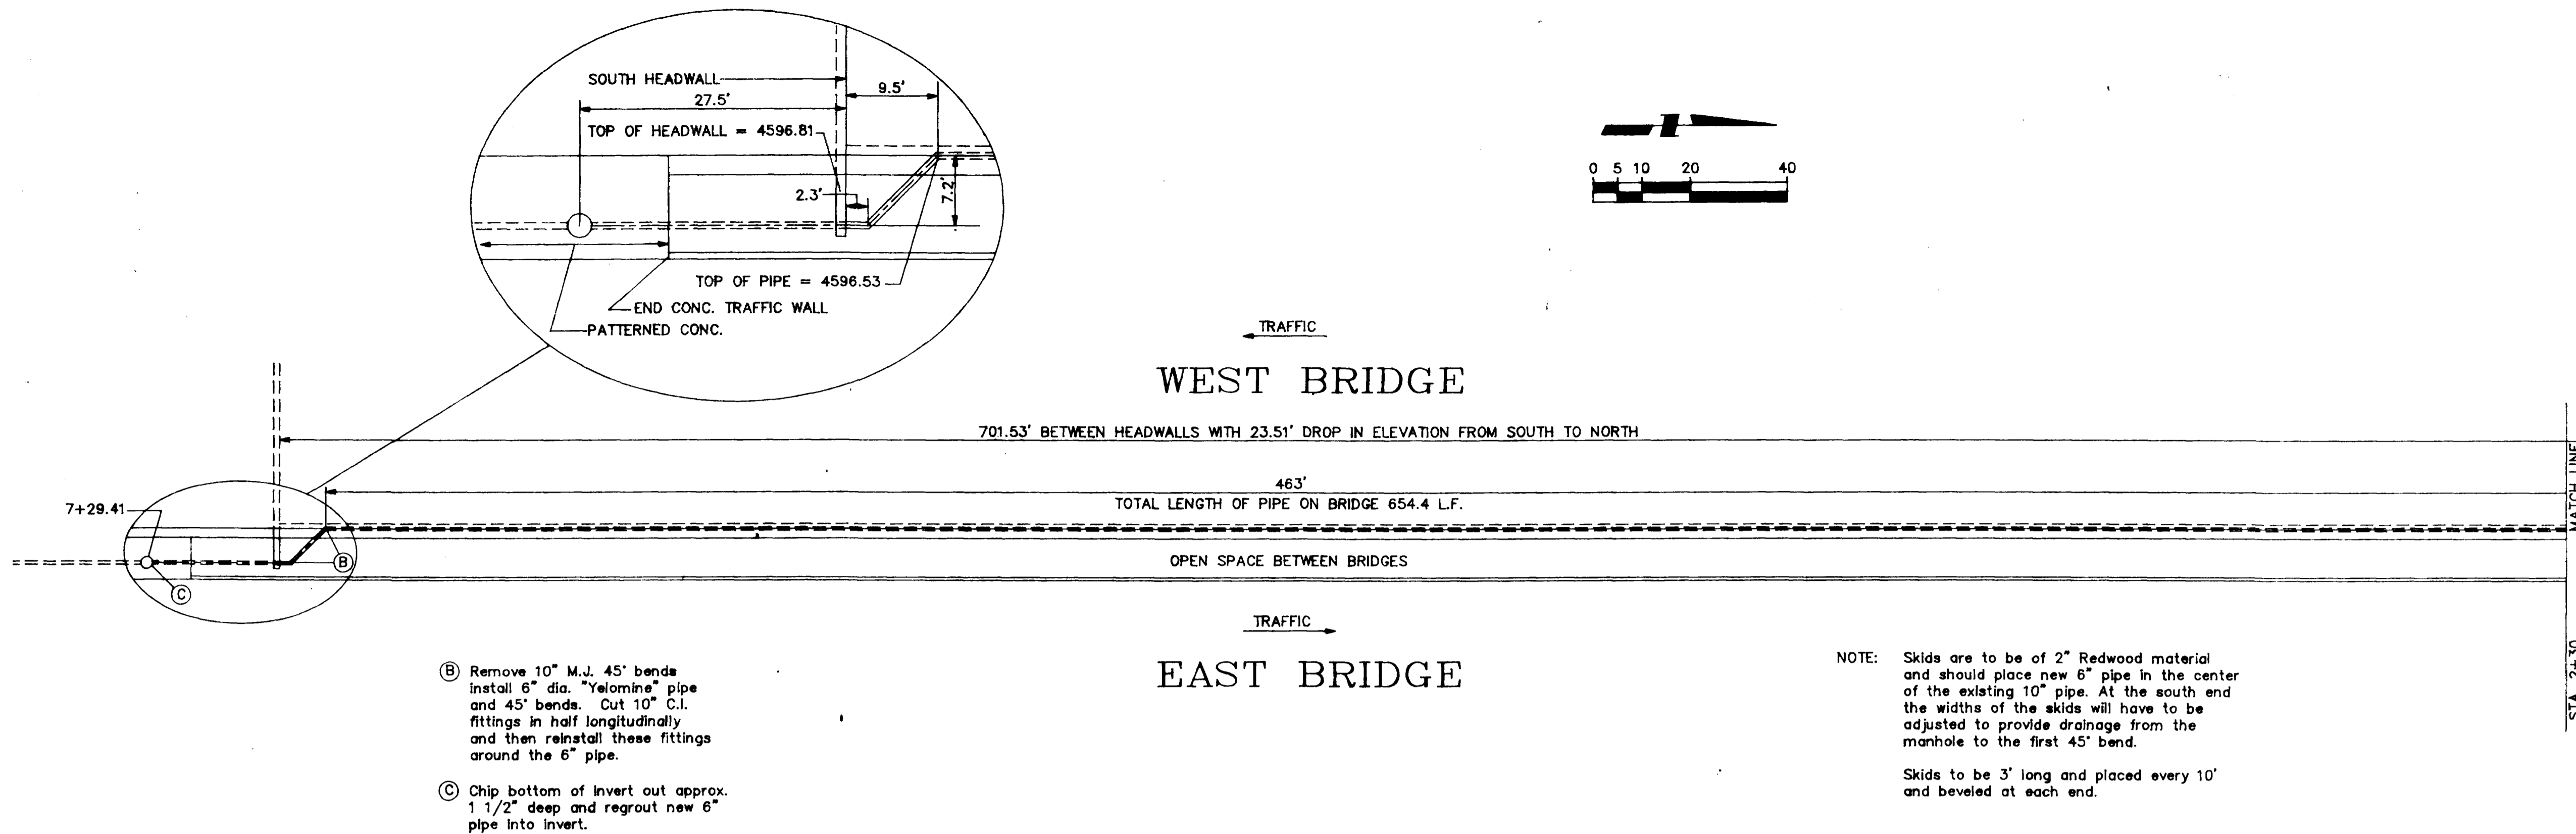 SOUTH HEADWALL
27.5'
9.5'
TOP OF HEADWALL = 4596.81
2.3'
7.2'
TOP OF PIPE = 4596.53
END CONC. TRAFFIC WALL
PATTERNED CONC.
0 5 10 20 40
TRAFFIC
WEST BRIDGE
701.53' BETWEEN HEADWALLS WITH 23.51' DROP IN ELEVATION FROM SOUTH TO NORTH
463'
TOTAL LENGTH OF PIPE ON BRIDGE 654.4 L.F.
7+29.41
B
OPEN SPACE BETWEEN BRIDGES
C
MATCH LINE
TRAFFIC
EAST BRIDGE
B Remove 10" M.J. 45° bends
install 6" dia. "Yelomine" pipe
and 45° bends. Cut 10" C.I.
fittings in half longitudinally
and then reinstall these fittings
around the 6" pipe.
C Chip bottom of invert out approx.
1 1/2" deep and regrout new 6"
pipe into invert.
NOTE: Skids are to be of 2" Redwood material
and should place new 6" pipe in the center
of the existing 10" pipe. At the south end
the widths of the skids will have to be
adjusted to provide drainage from the
manhole to the first 45° bend.
Skids to be 3' long and placed every 10'
and beveled at each end.
STA.